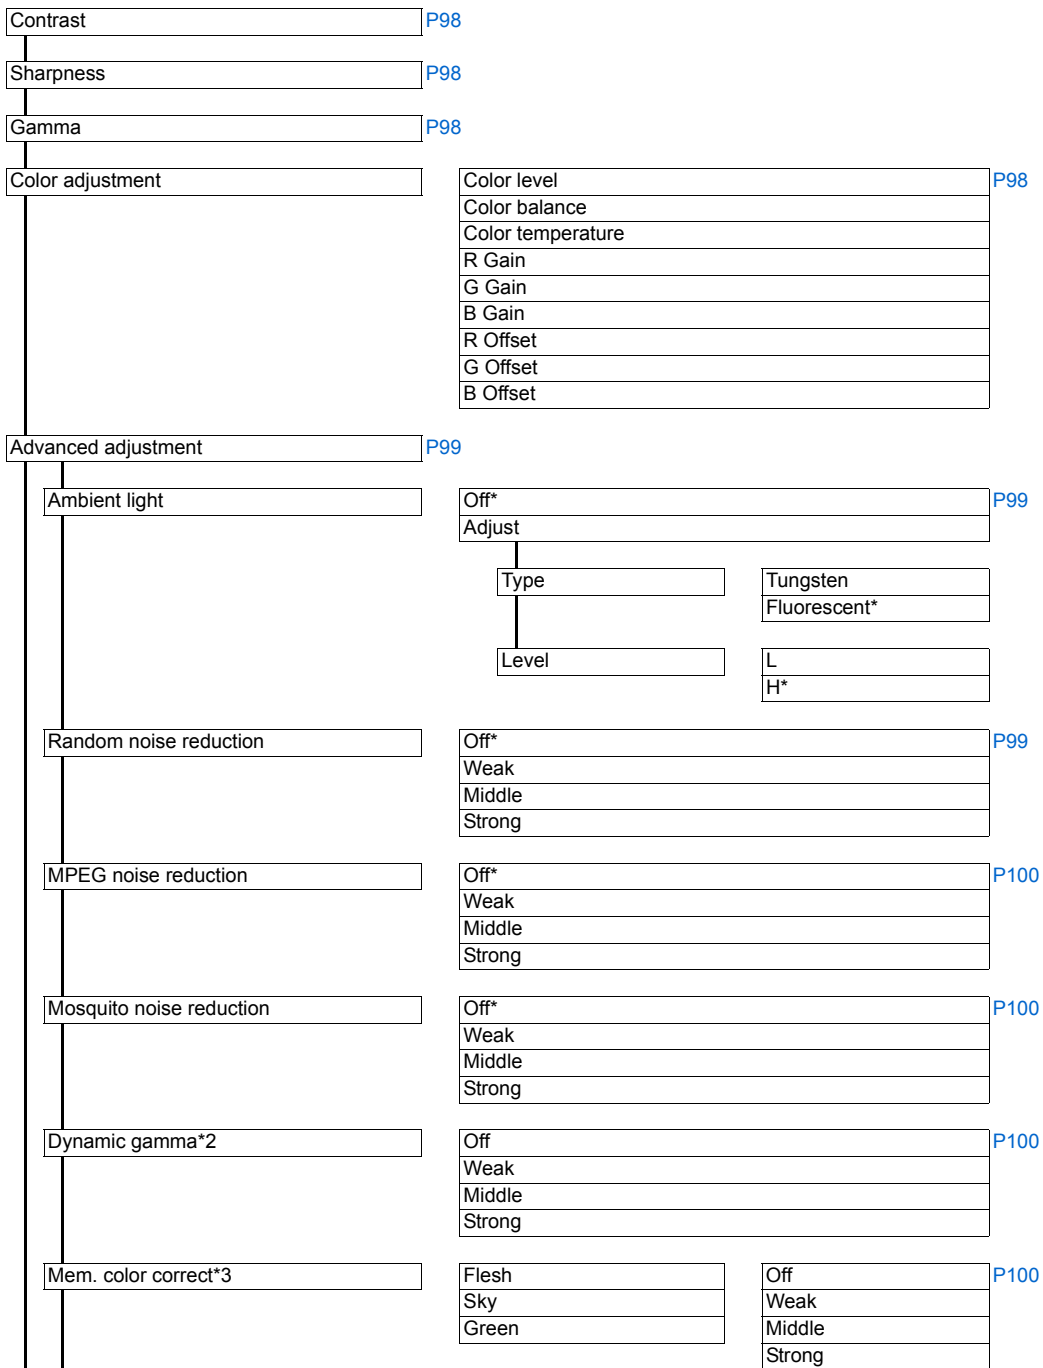 Contrast P98
Sharpness P98
Gamma P98
Color adjustment Color level P98
Color balance
Color temperature
R Gain
G Gain
B Gain
R Offset
G Offset
B Offset
Advanced adjustment P99
Ambient light Off* P99
Adjust
Type Tungsten
Fluorescent*
Level L
H*
Random noise reduction Off* P99
Weak
Middle
Strong
MPEG noise reduction Off* P100
Weak
Middle
Strong
Mosquito noise reduction Off* P100
Weak
Middle
Strong
Dynamic gamma*2 Off P100
Weak
Middle
Strong
Mem. color correct*3 Flesh Off P100
Sky Weak
Green Middle
Strong